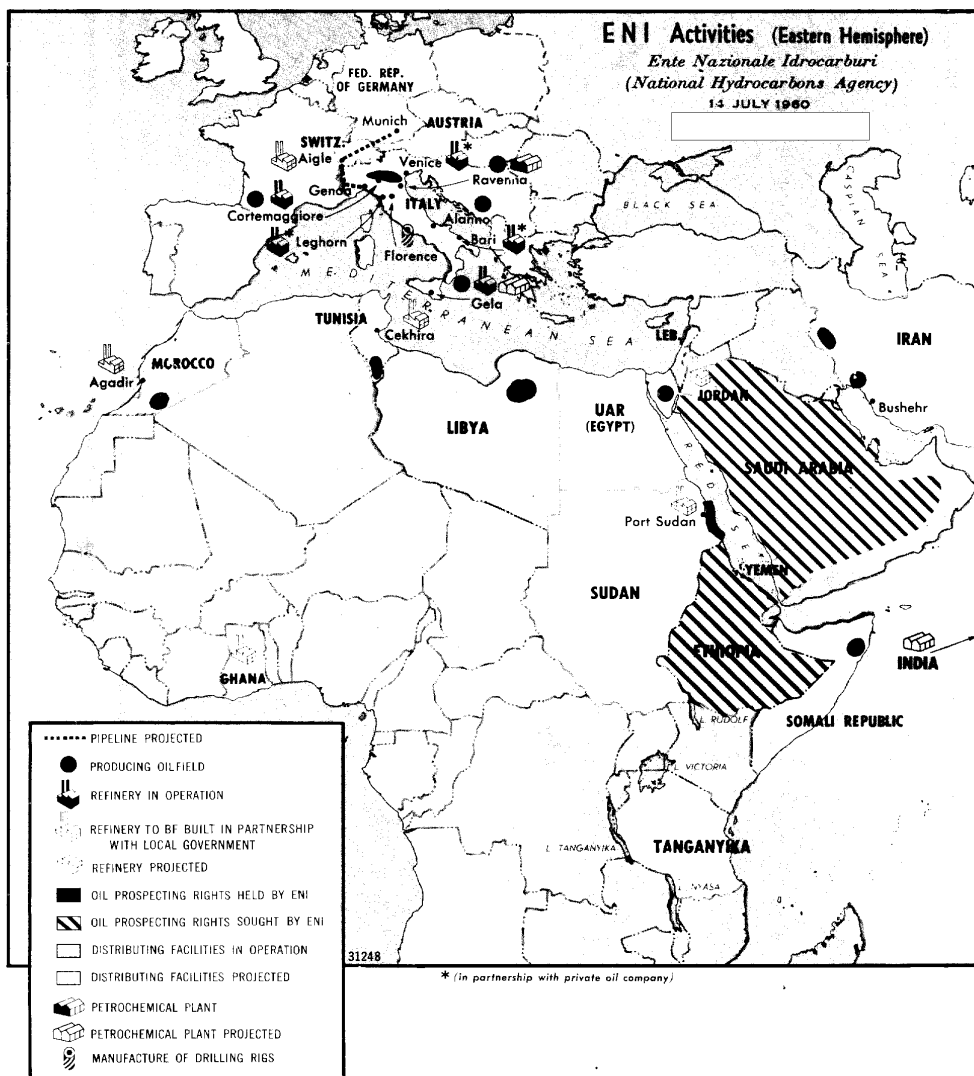 ENI Activities (Eastern Hemisphere)
Ente Nazionale Idrocarburi
(National Hydrocarbons Agency)
14 JULY 1960
FED. REP.
OF GERMANY
Munich
AUSTRIA
SWITZ.
Aigle
Venice
*
Ravenna
Genoa
ITALY
Cortemaggiore
Alanno
*
Leghorn
Bari
*
Florence
Gela
BLACK SEA
CASPIAN SEA
MEDITERRANEAN SEA
TUNISIA
Cekhira
LEB.
IRAN
MOROCCO
Agadir
JORDAN
Bushehr
LIBYA
UAR
(EGYPT)
SAUDI ARABIA
RED SEA
Port Sudan
YEMEN
SUDAN
ETHIOPIA
INDIA
GHANA
SOMALI REPUBLIC
L. RUDOLF
L. VICTORIA
TANGANYIKA
L. TANGANYIKA
L. NYASA
PIPELINE PROJECTED
PRODUCING OILFIELD
REFINERY IN OPERATION
REFINERY TO BF BUILT IN PARTNERSHIP
WITH LOCAL GOVERNMENT
REFINERY PROJECTED
OIL PROSPECTING RIGHTS HELD BY ENI
OIL PROSPECTING RIGHTS SOUGHT BY ENI
DISTRIBUTING FACILITIES IN OPERATION
DISTRIBUTING FACILITIES PROJECTED
PETROCHEMICAL PLANT
PETROCHEMICAL PLANT PROJECTED
MANUFACTURE OF DRILLING RIGS
31248
* (in partnership with private oil company)